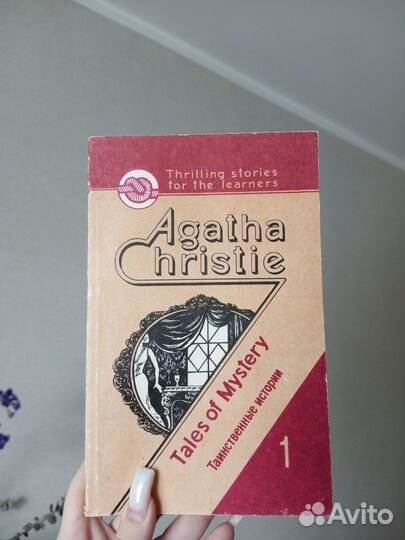 Thrilling stories
for the learners
Agatha
Christie
Tales of Mystery
Таинственные истории
1
Avito